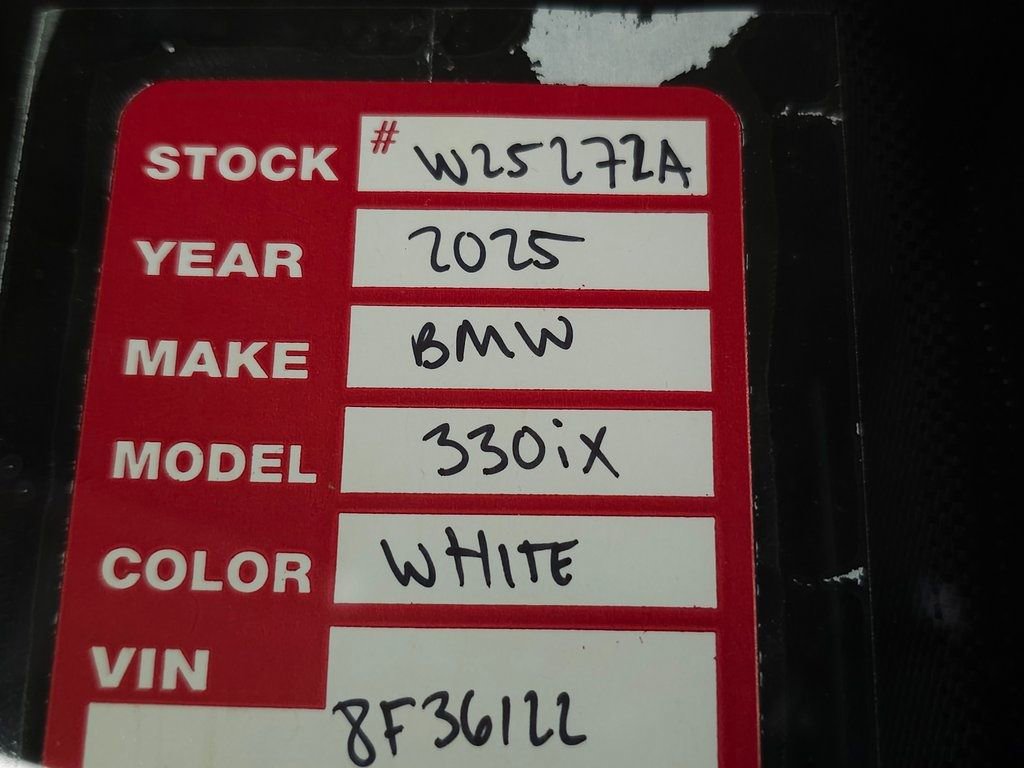 STOCK # W25272A
YEAR 2025
MAKE BMW
MODEL 330iX
COLOR WHITE
VIN
8F36122